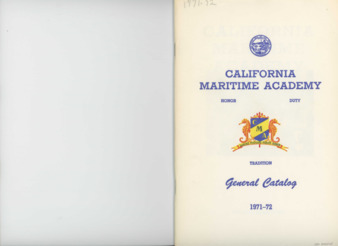 1971-72
CALIFORNIA
MARITIME ACADEMY
HONOR DUTY
TRADITION
General Catalog
1971-72